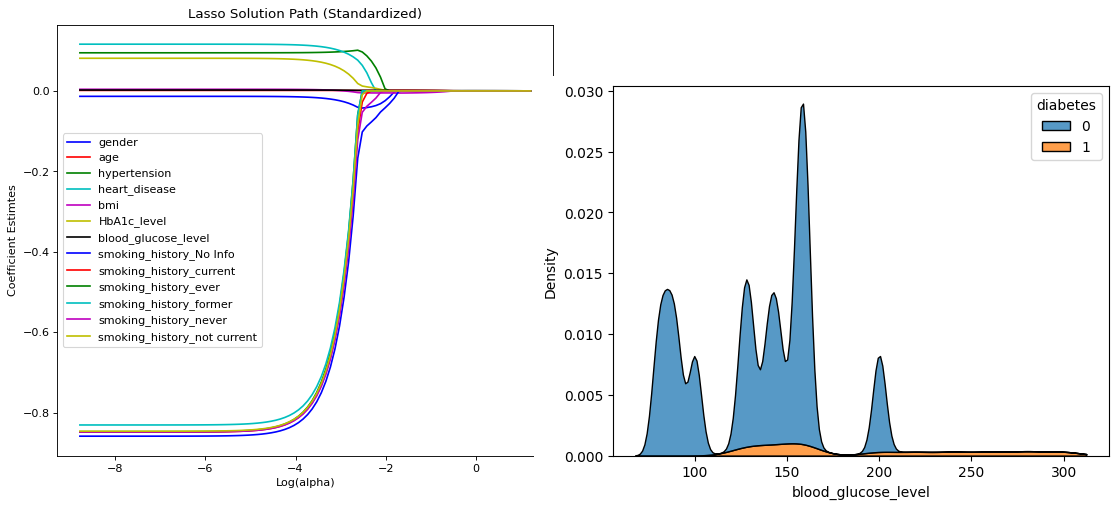 Lasso Solution Path (Standardized)
Coefficient Estimtes
0.0
−0.2
−0.4
−0.6
−0.8
gender
age
hypertension
heart_disease
bmi
HbA1c_level
blood_glucose_level
smoking_history_No Info
smoking_history_current
smoking_history_ever
smoking_history_former
smoking_history_never
smoking_history_not current
−8 −6 −4 −2 0
Log(alpha)
Density
0.030
0.025
0.020
0.015
0.010
0.005
0.000
diabetes
0
1
100 150 200 250 300
blood_glucose_level